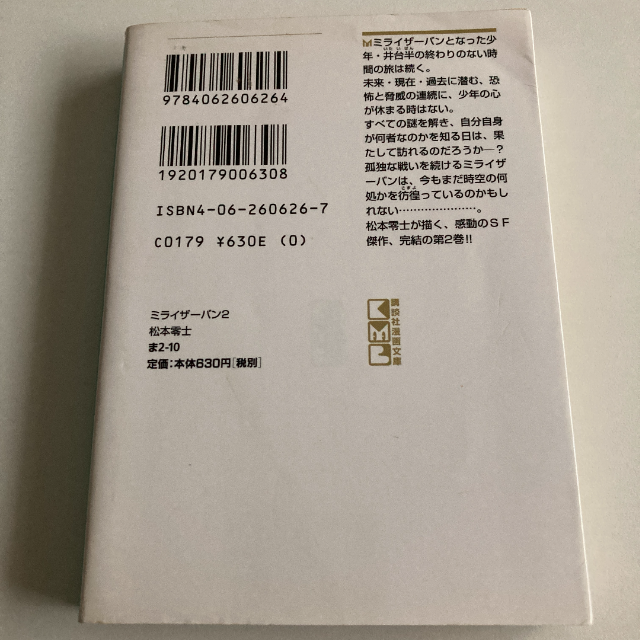 9784062606264
1920179006308
ISBN4-06-260626-7
C0179 ¥630E (0)
ミライザーバン2
松本零士
ま2-10
定価：本体630円[税別]
ミライザーバンとなった少
いたいばん
年・井台半の終わりのない時
間の旅は続く。
未来・現在・過去に潜む、恐
怖と脅威の連続に、少年の心
が休まる時はない。
すべての謎を解き、自分自身
が何者なのかを知る日は、果
たして訪れるのだろうか―？
孤独な戦いを続けるミライザ
ーバンは、今もまだ時空の何
さまよ
処かを彷徨っているのかもし
れない…………………。
松本零士が描く、感動のＳＦ
傑作、完結の第2巻!!
KMB
講談社漫画文庫